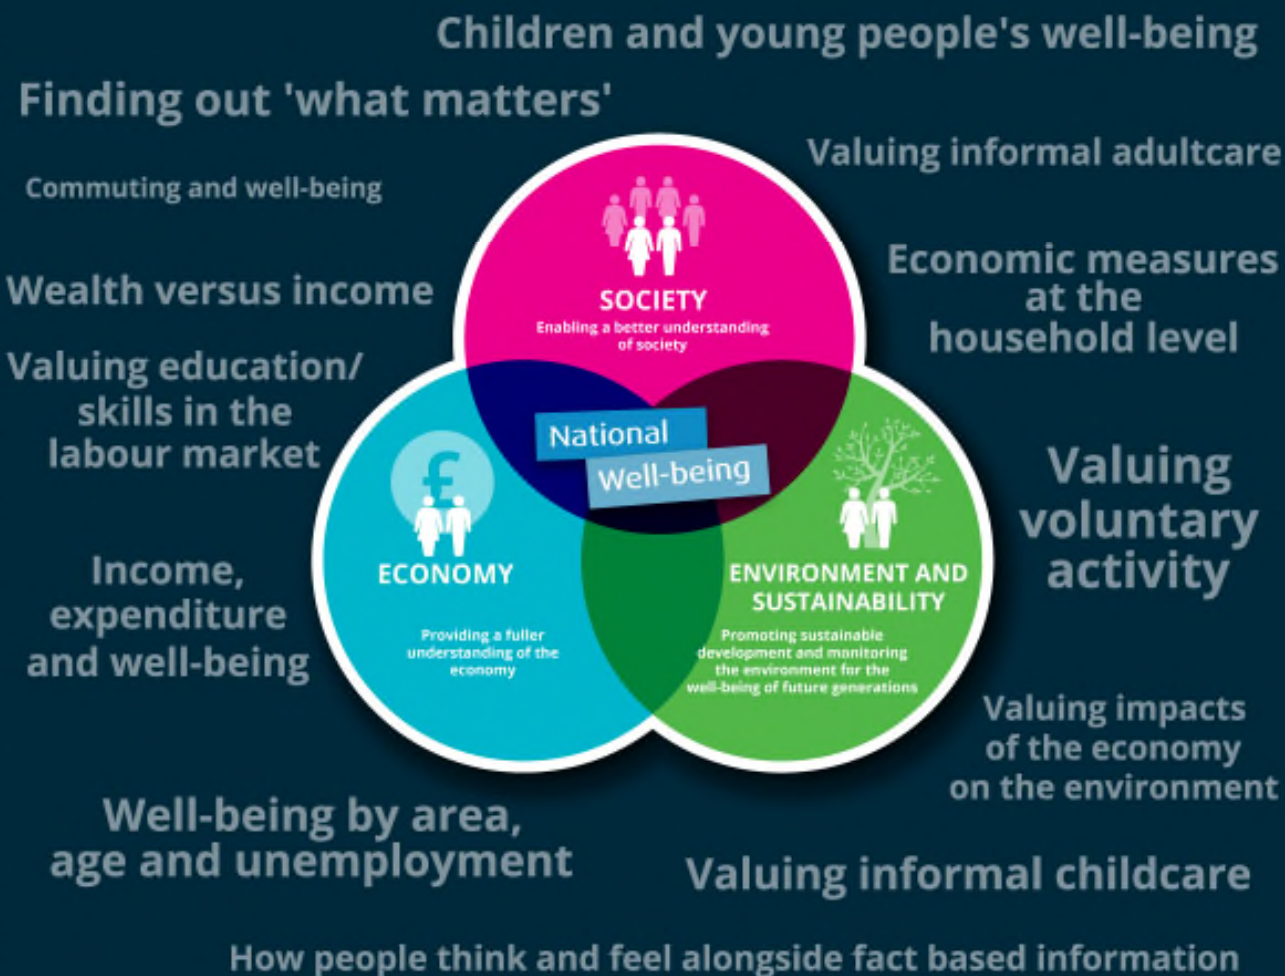 Children and young people's well-being
Finding out 'what matters'
Valuing informal adultcare
Commuting and well-being
Economic measures
at the
household level
Wealth versus income
SOCIETY
Enabling a better understanding
of society
Valuing education/
skills in the
labour market
National
Well-being
Valuing
voluntary
activity
£
ECONOMY
Providing a fuller
understanding of the
economy
ENVIRONMENT AND
SUSTAINABILITY
Promoting sustainable
development and monitoring
the environment for the
well-being of future generations
Income,
expenditure
and well-being
Valuing impacts
of the economy
on the environment
Well-being by area,
age and unemployment
Valuing informal childcare
How people think and feel alongside fact based information